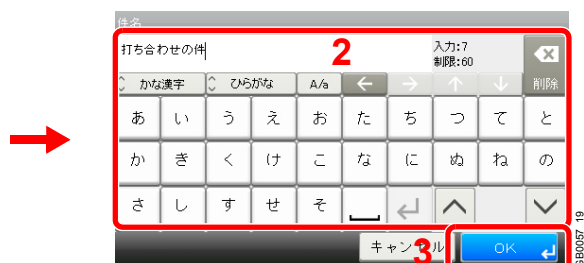 件名
打ち合わせの件
2
入力:7
制限:60
かな漢字 ひらがな A/a ← → ↑ ↓ 削除
あ い う え お た ち つ て と
か き く け こ な に ぬ ね の
さ し す せ そ
キャンセル
3
OK